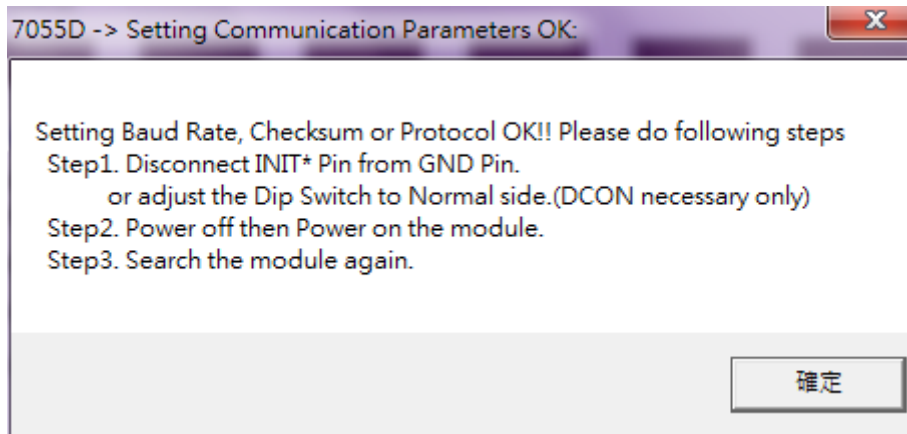 7055D -> Setting Communication Parameters OK:
Setting Baud Rate, Checksum or Protocol OK!! Please do following steps
Step1. Disconnect INIT* Pin from GND Pin.
or adjust the Dip Switch to Normal side.(DCON necessary only)
Step2. Power off then Power on the module.
Step3. Search the module again.
確定